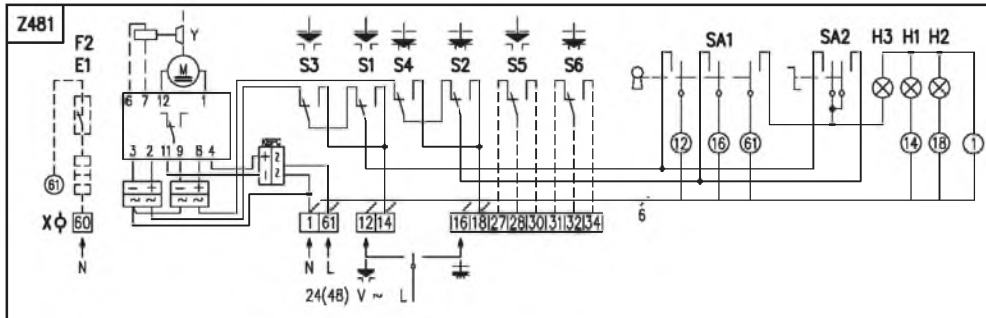 Z481
F2
E1
Y
M
S3 S1 S4 S2 S5 S6
SA1 SA2 H3 H1 H2
6 7 12 1
3 2 11 9 8 4
+ 2
- 2
- +
~ ~
- +
~ ~
12 16 61 14 18 1
61
6
X 60
1 61 12 14 16 18 27 28 30 31 32 34
N
N L
24(48) V ~ L